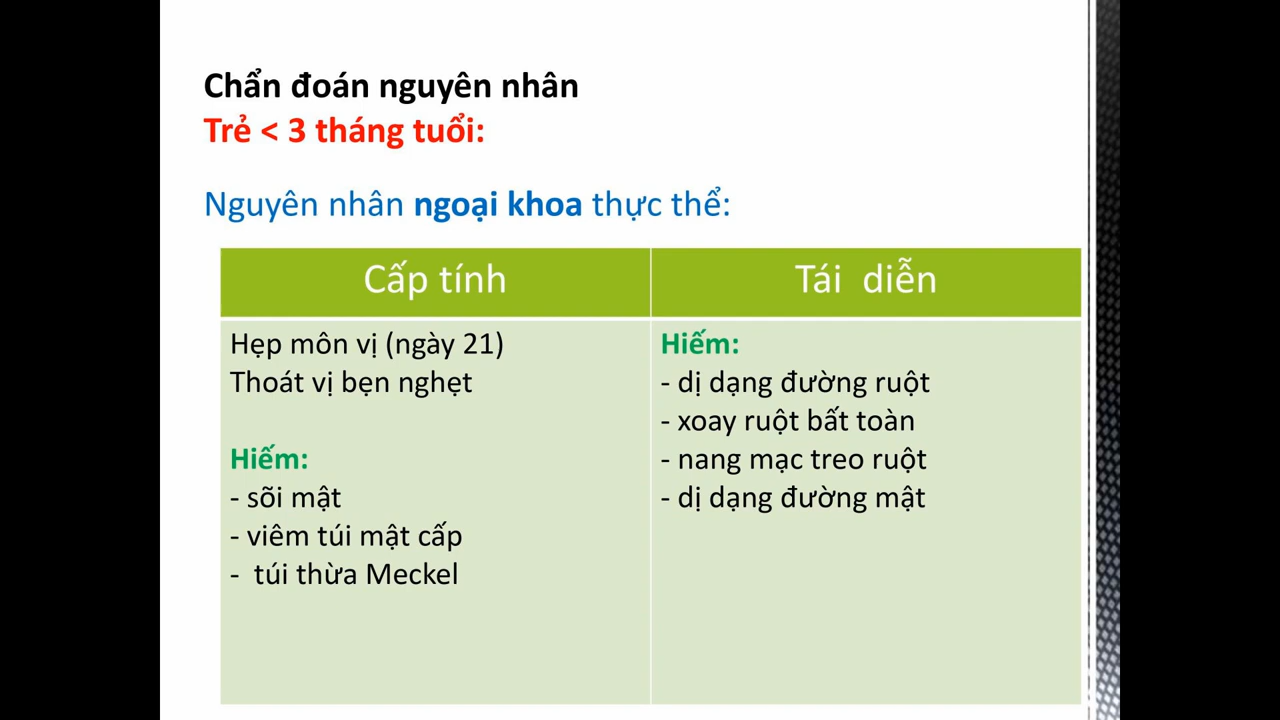 Chẩn đoán nguyên nhân
Trẻ < 3 tháng tuổi:
Nguyên nhân ngoại khoa thực thể:
Cấp tính
Tái diễn
Hẹp môn vị (ngày 21)
Thoát vị bẹn nghẹt
Hiếm:
- sõi mật
- viêm túi mật cấp
- túi thừa Meckel
Hiếm:
- dị dạng đường ruột
- xoay ruột bất toàn
- nang mạc treo ruột
- dị dạng đường mật